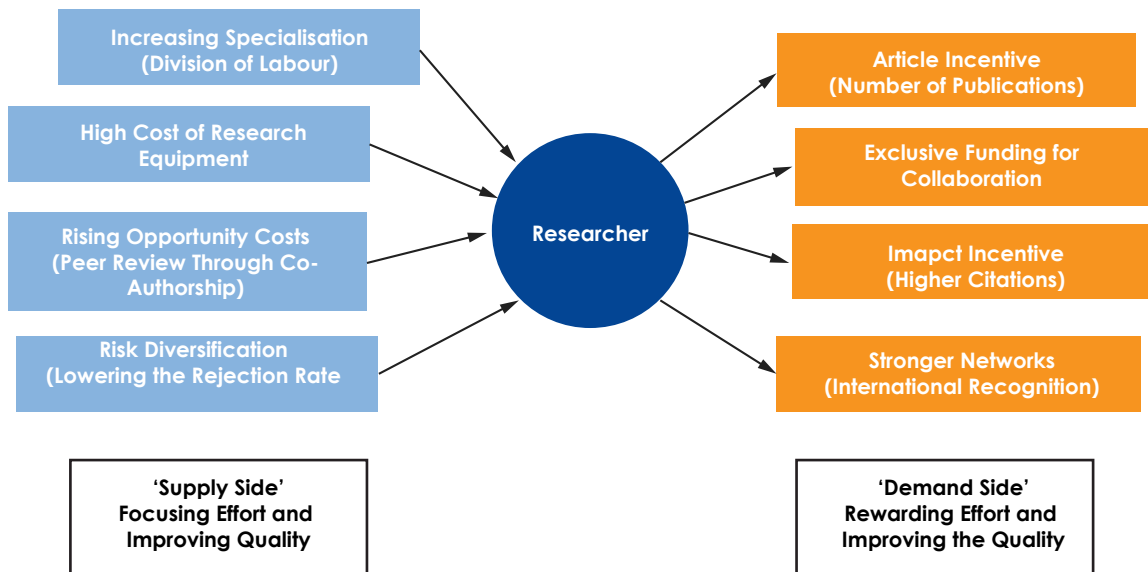 Increasing Specialisation
(Division of Labour)
High Cost of Research
Equipment
Rising Opportunity Costs
(Peer Review Through Co-
Authorship)
Risk Diversification
(Lowering the Rejection Rate
Researcher
Article Incentive
(Number of Publications)
Exclusive Funding for
Collaboration
Imapct Incentive
(Higher Citations)
Stronger Networks
(International Recognition)
‘Supply Side’
Focusing Effort and
Improving Quality
‘Demand Side’
Rewarding Effort and
Improving the Quality